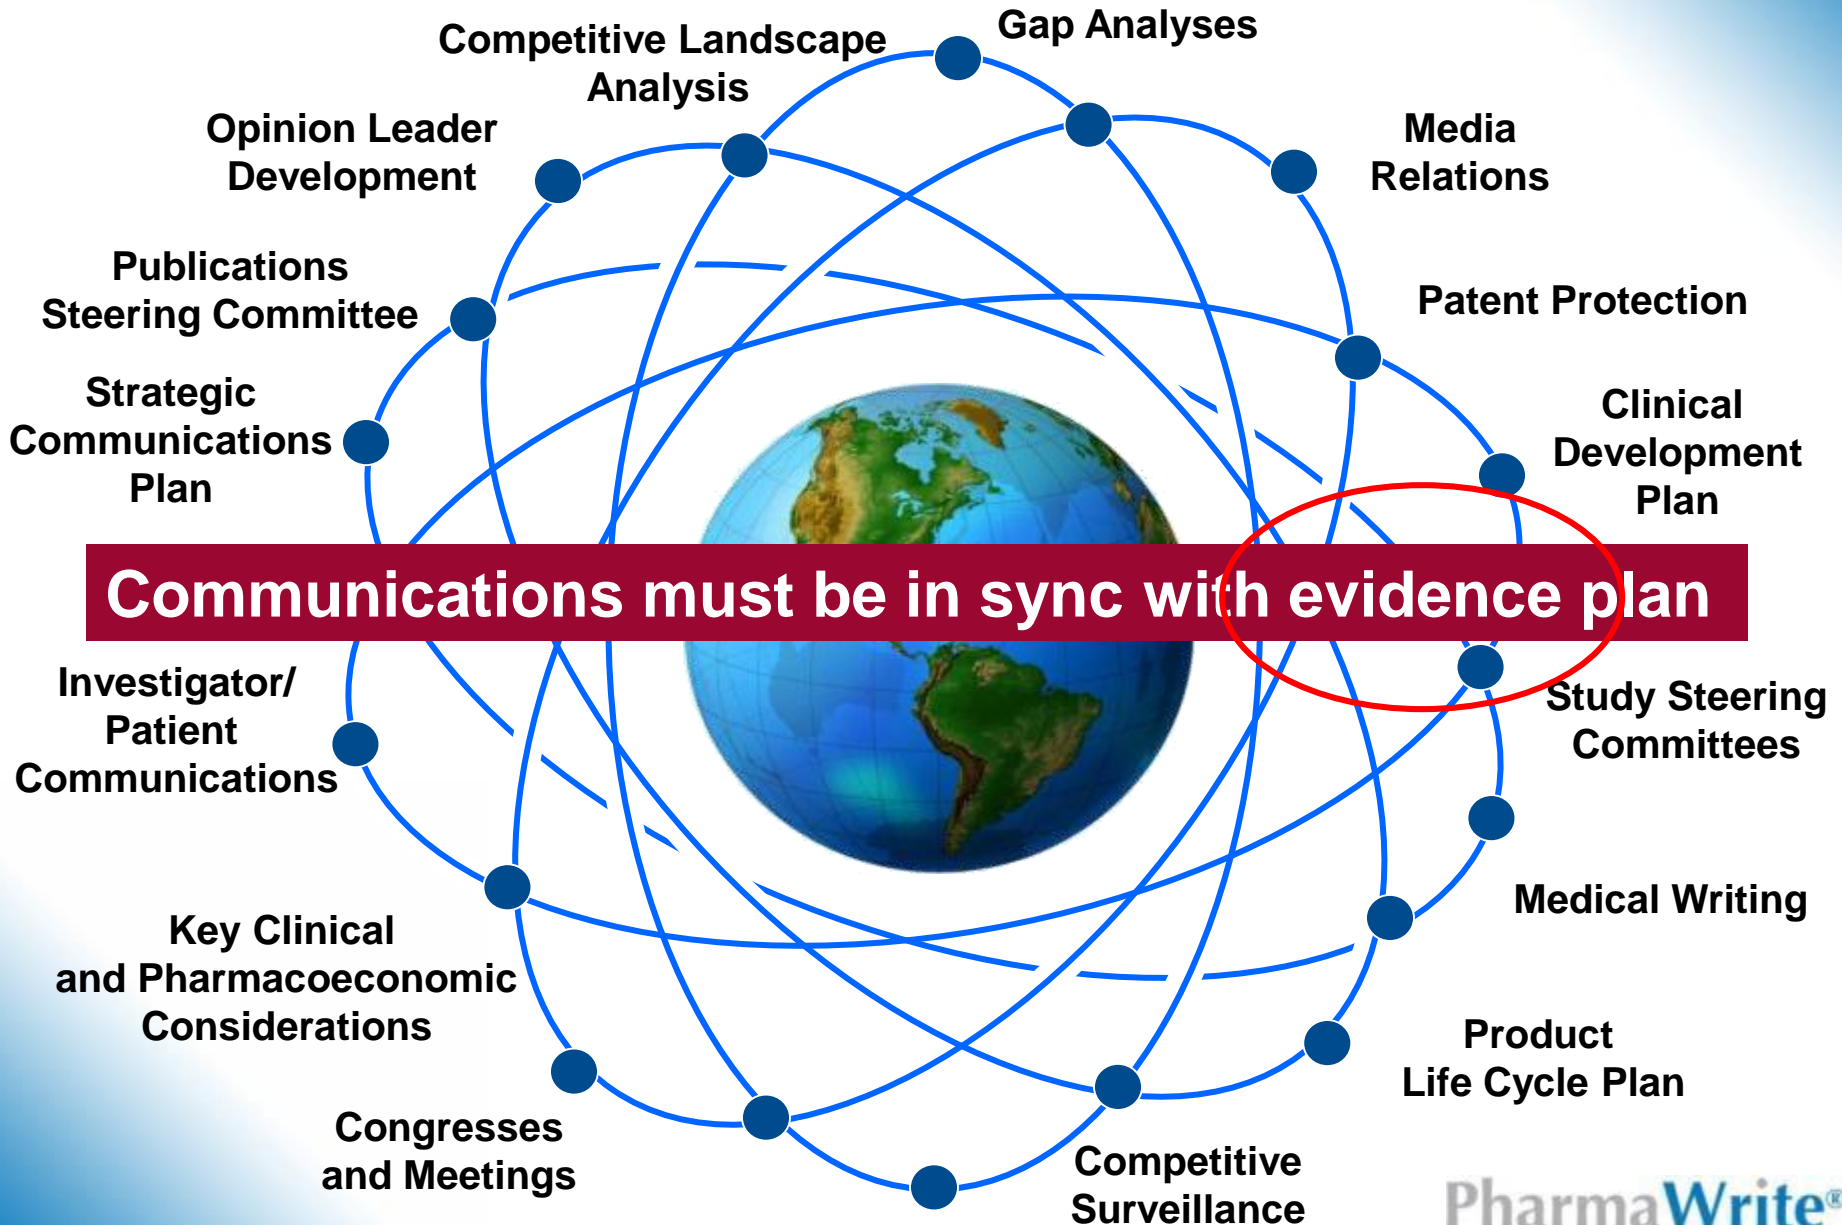 Gap Analyses
Competitive Landscape
Analysis
Opinion Leader
Development
Media
Relations
Publications
Steering Committee
Patent Protection
Strategic
Communications
Plan
Clinical
Development
Plan
Communications must be in sync with evidence plan
Investigator/
Patient
Communications
Study Steering
Committees
Medical Writing
Key Clinical
and Pharmacoeconomic
Considerations
Product
Life Cycle Plan
Congresses
and Meetings
Competitive
Surveillance
PharmaWrite®